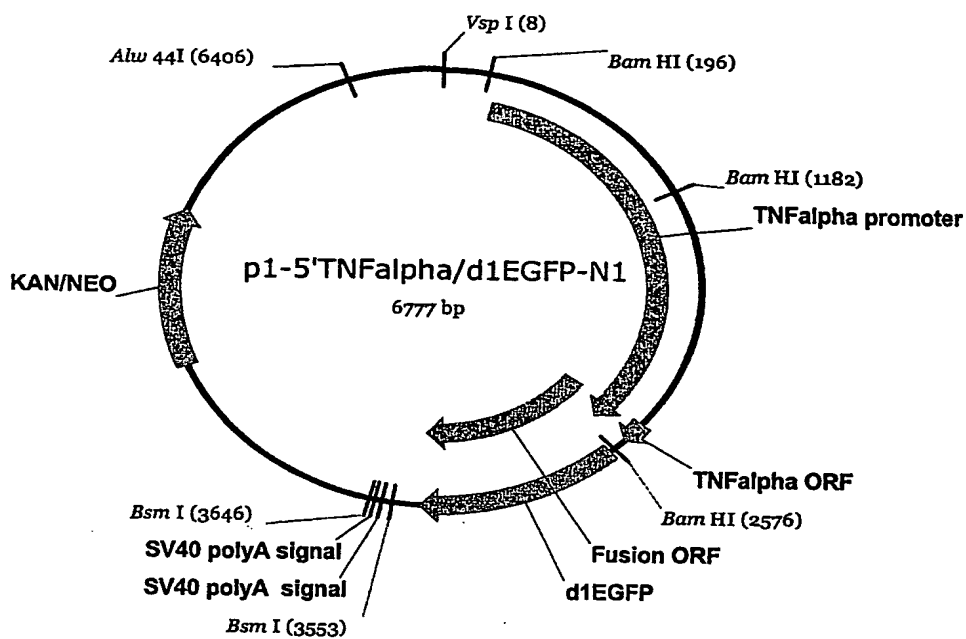 Vsp I (8)
Alw 44I (6406)
Bam HI (196)
Bam HI (1182)
TNFalpha promoter
p1-5'TNFalpha/d1EGFP-N1
6777 bp
KAN/NEO
TNFalpha ORF
Bam HI (2576)
Fusion ORF
d1EGFP
Bsm I (3646)
SV40 polyA signal
SV40 polyA signal
Bsm I (3553)